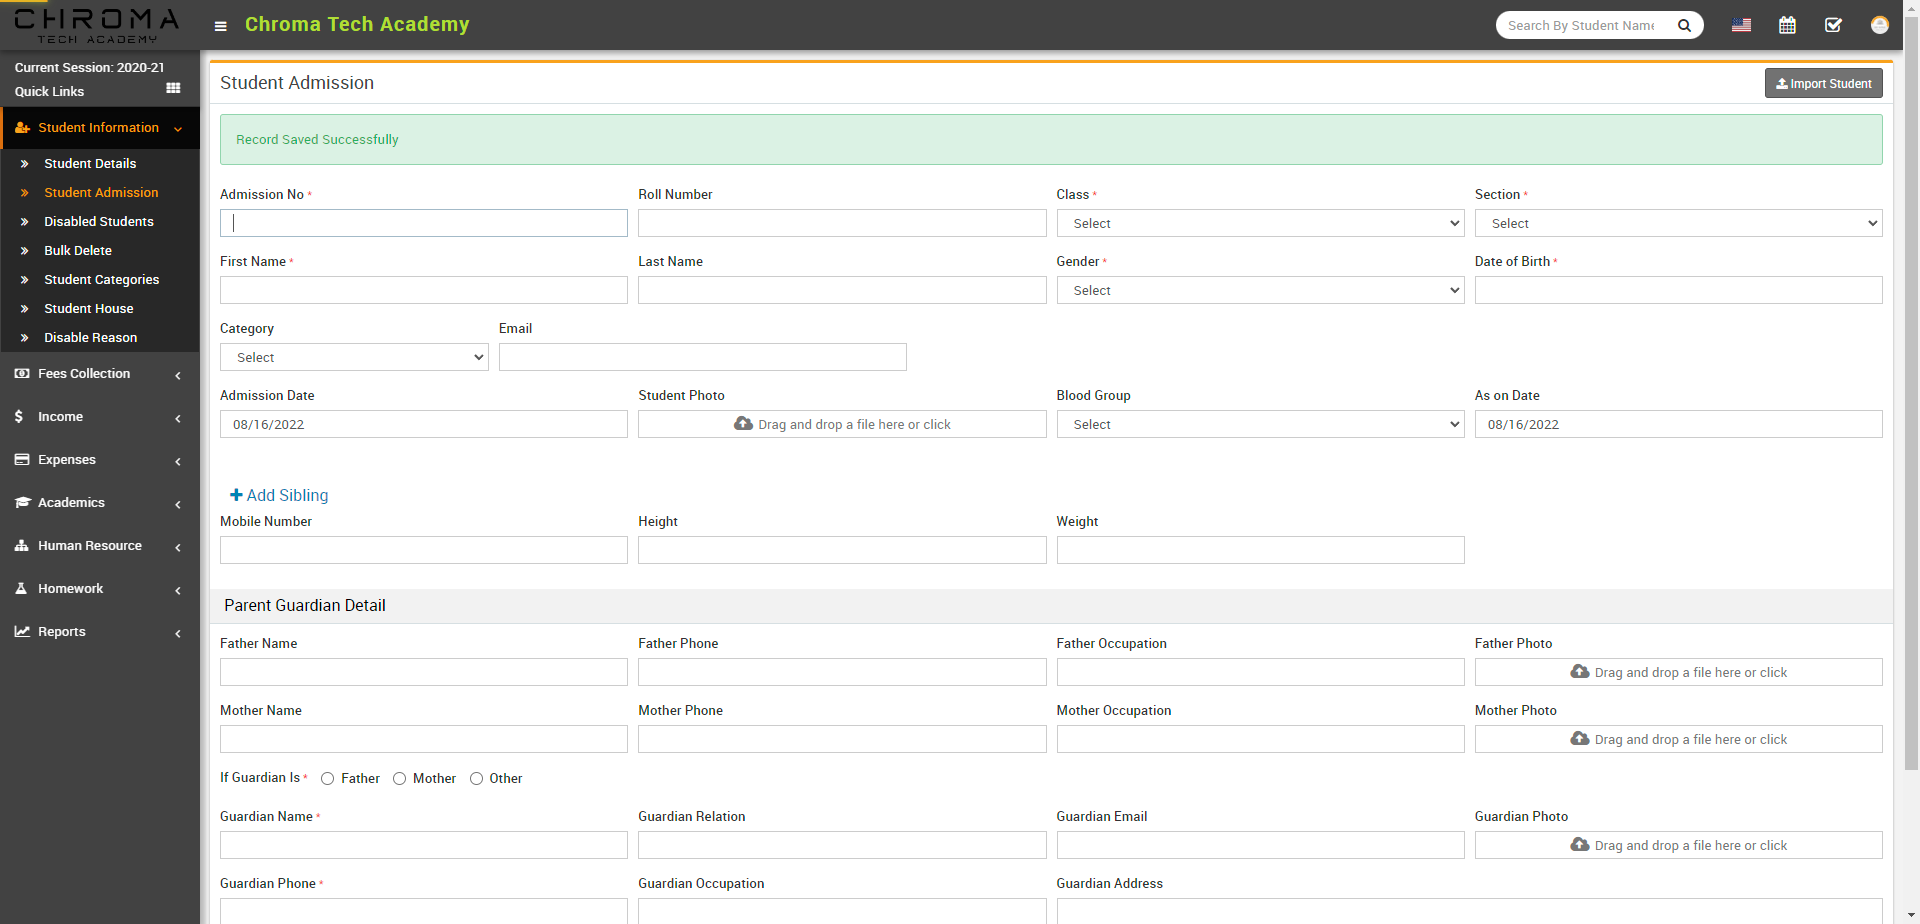 CHROMA
TECH ACADEMY
Chroma Tech Academy
Search By Student Name
Current Session: 2020-21
Quick Links
Student Information
Student Details
Student Admission
Disabled Students
Bulk Delete
Student Categories
Student House
Disable Reason
Fees Collection
Income
Expenses
Academics
Human Resource
Homework
Reports
Student Admission
Import Student
Record Saved Successfully
Admission No *
Roll Number
Class *
Section *
Select
Select
First Name *
Last Name
Gender *
Date of Birth *
Select
Category
Email
Select
Admission Date
Student Photo
Blood Group
As on Date
08/16/2022
Drag and drop a file here or click
Select
08/16/2022
Add Sibling
Mobile Number
Height
Weight
Parent Guardian Detail
Father Name
Father Phone
Father Occupation
Father Photo
Drag and drop a file here or click
Mother Name
Mother Phone
Mother Occupation
Mother Photo
Drag and drop a file here or click
If Guardian Is * Father Mother Other
Guardian Name *
Guardian Relation
Guardian Email
Guardian Photo
Drag and drop a file here or click
Guardian Phone *
Guardian Occupation
Guardian Address